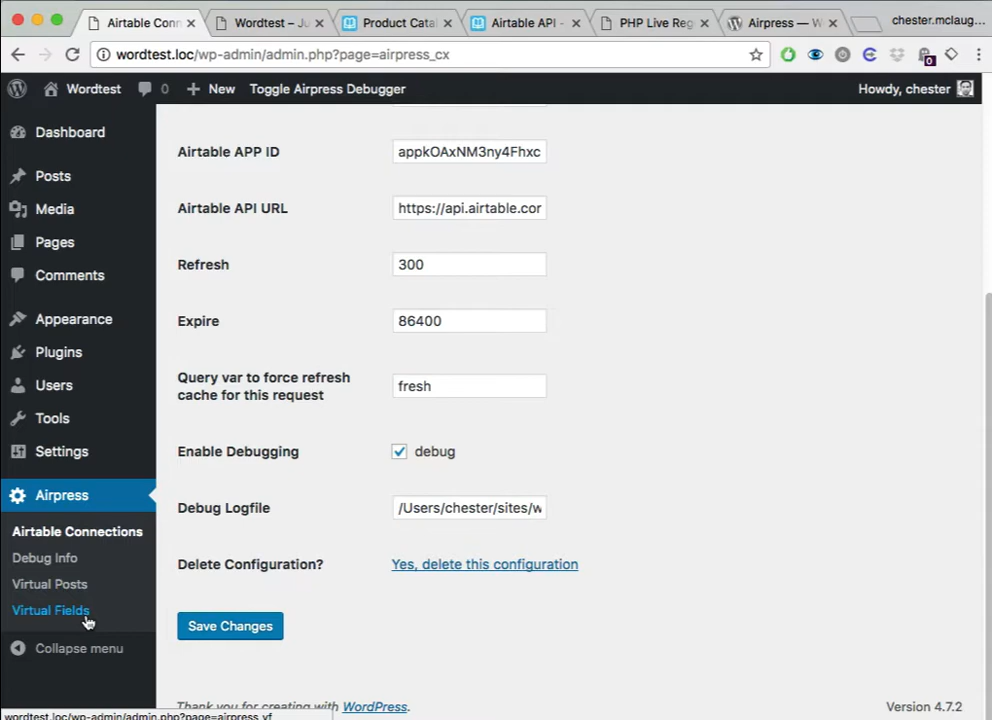 Airtable Conn
Wordtest – Ju
Product Cata
Airtable API -
PHP Live Reg
Airpress — W
chester.mclaug...
wordtest.loc/wp-admin/admin.php?page=airpress_cx
0
Wordtest
0
New
Toggle Airpress Debugger
Howdy, chester
Dashboard
Posts
Media
Pages
Comments
Appearance
Plugins
Users
Tools
Settings
Airpress
Airtable Connections
Debug Info
Virtual Posts
Virtual Fields
Collapse menu
Airtable APP ID
appkOAxNM3ny4Fhxc
Airtable API URL
https://api.airtable.cor
Refresh
300
Expire
86400
Query var to force refresh
cache for this request
fresh
Enable Debugging
debug
Debug Logfile
/Users/chester/sites/w
Delete Configuration?
Yes, delete this configuration
Save Changes
Thank you for creating with WordPress.
Version 4.7.2
wordtest.loc/wp-admin/admin.php?page=airpress_vf